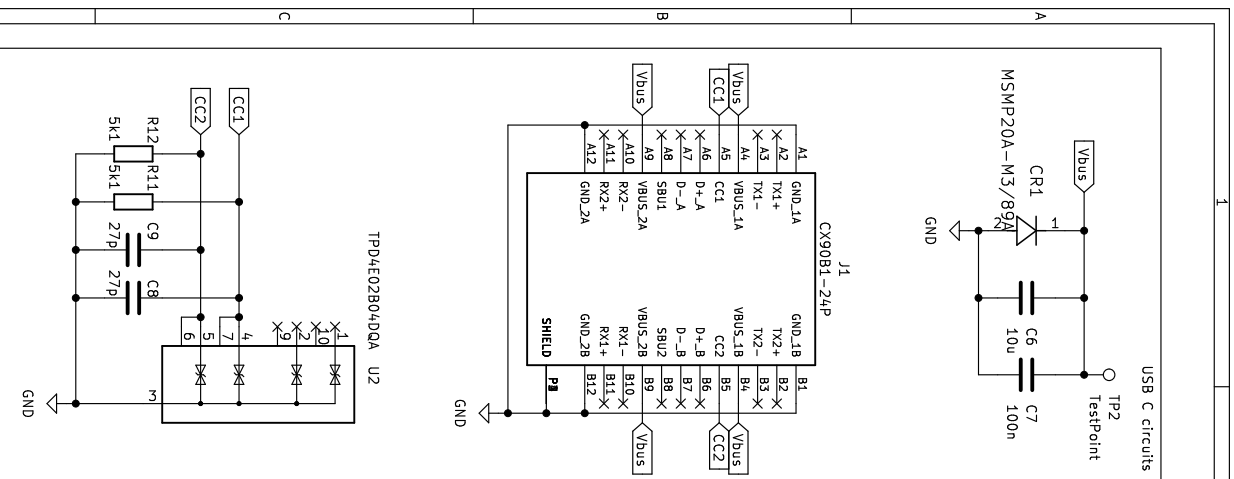 1
A
B
C
USB C circuits
TP2
TestPoint
Vbus
CR1
MSMP20A-M3/89A
1
2
C6
10u
C7
100n
GND
J1
CX90B1-24P
Vbus
CC1
Vbus
A1
A2
A3
A4
A5
A6
A7
A8
A9
A10
A11
A12
GND_1A
TX1+
TX1-
VBUS_1A
CC1
D+_A
D-_A
SBU1
VBUS_2A
RX2-
RX2+
GND_2A
GND_1B
TX2+
TX2-
VBUS_1B
CC2
D+_B
D-_B
SBU2
VBUS_2B
RX1-
RX1+
GND_2B
SHIELD
B1
B2
B3
B4
B5
B6
B7
B8
B9
B10
B11
B12
Vbus
CC2
Vbus
GND
CC1
CC2
R12
5k1
R11
5k1
C9
27p
C8
27p
TPD4E02B04DQA
U2
1
10
2
9
4
7
5
6
3
GND